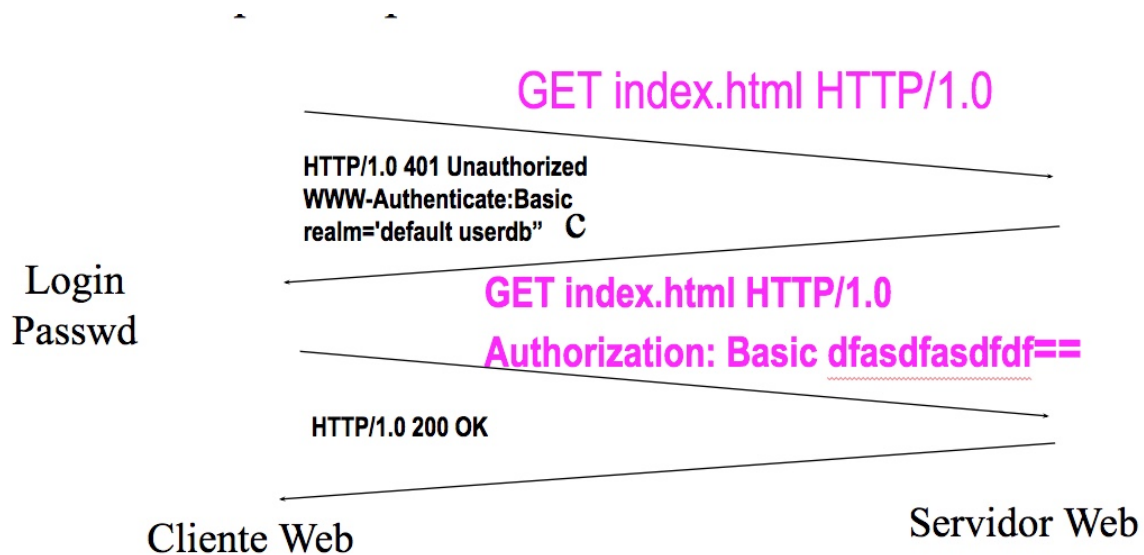 GET index.html HTTP/1.0
HTTP/1.0 401 Unauthorized
WWW-Authenticate:Basic
realm='default userdb” c
Login
Passwd
GET index.html HTTP/1.0
Authorization: Basic dfasdfasdfdf==
HTTP/1.0 200 OK
Cliente Web
Servidor Web